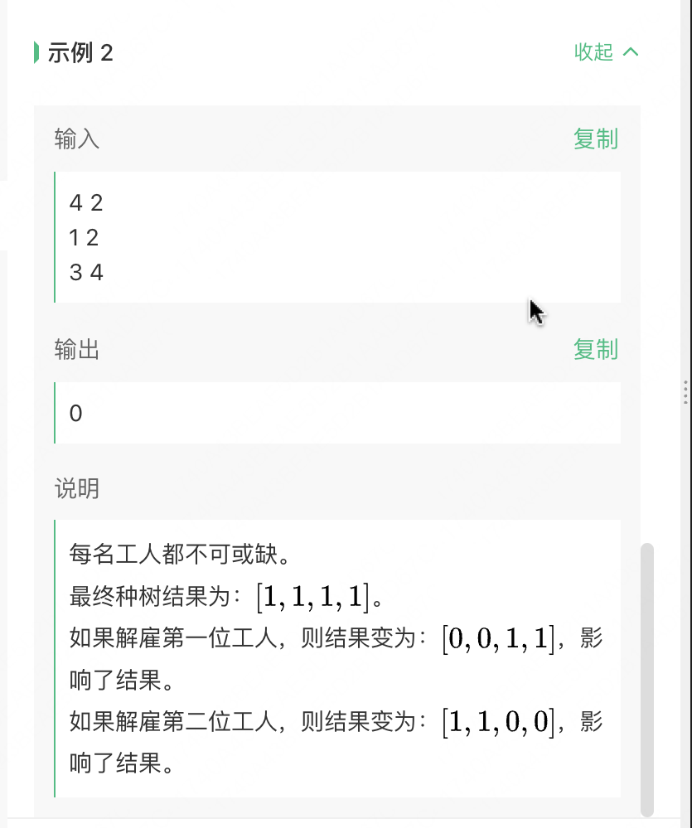 示例 2
收起
输入
复制
4 2
1 2
3 4
输出
复制
0
说明
每名工人都不可或缺。
最终种树结果为：[1, 1, 1, 1]。
如果解雇第一位工人，则结果变为：[0, 0, 1, 1]，影
响了结果。
如果解雇第二位工人，则结果变为：[1, 1, 0, 0]，影
响了结果。